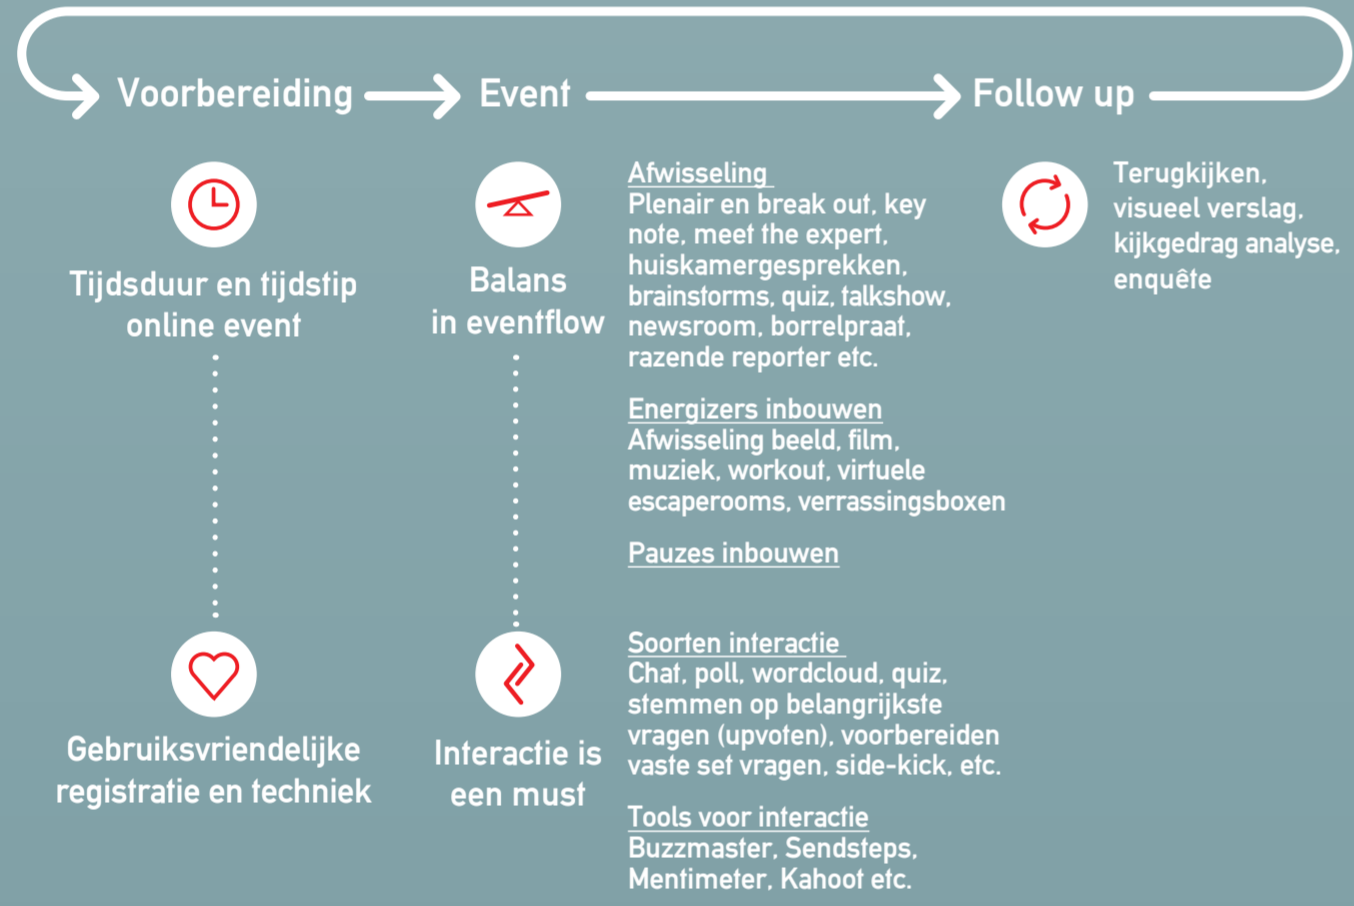 Voorbereiding
Event
Follow up
Tijdsduur en tijdstip
online event
Gebruiksvriendelijke
registratie en techniek
Balans
in eventflow
Afwisseling
Plenair en break out, key
note, meet the expert,
huiskamergesprekken,
brainstorms, quiz, talkshow,
newsroom, borrelpraat,
razende reporter etc.
Energizers inbouwen
Afwisseling beeld, film,
muziek, workout, virtuele
escaperooms, verrassingsboxen
Pauzes inbouwen
Interactie is
een must
Soorten interactie
Chat, poll, wordcloud, quiz,
stemmen op belangrijkste
vragen (upvoten), voorbereiden
vaste set vragen, side-kick, etc.
Tools voor interactie
Buzzmaster, Sendsteps,
Mentimeter, Kahoot etc.
Terugkijken,
visueel verslag,
kijkgedrag analyse,
enquête